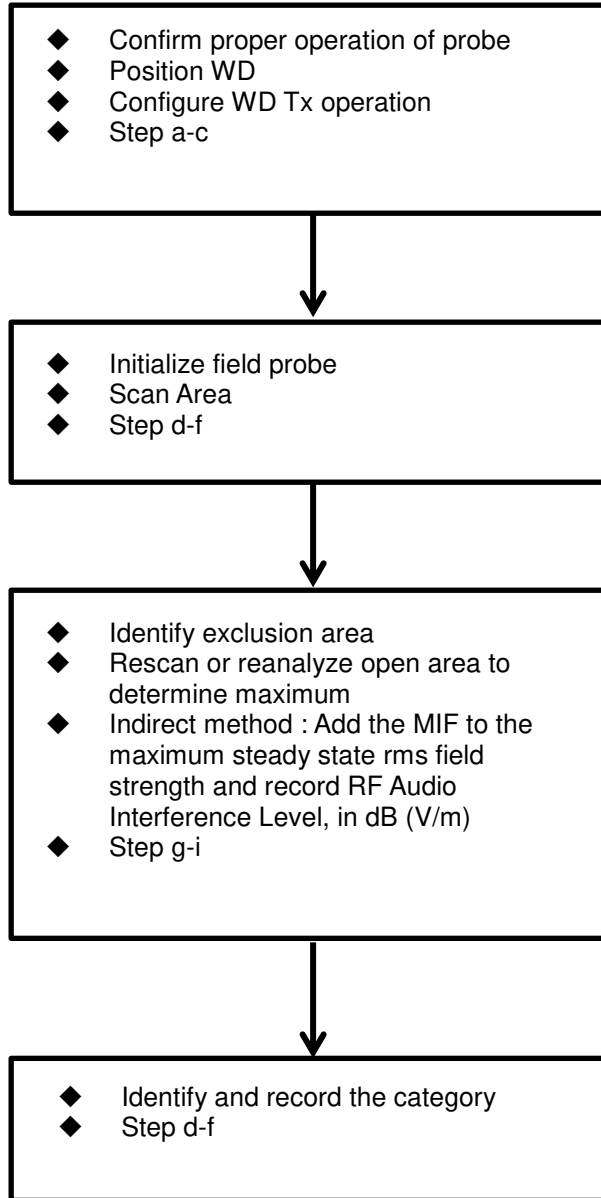 ◆ Confirm proper operation of probe
◆ Position WD
◆ Configure WD Tx operation
◆ Step a-c
◆ Initialize field probe
◆ Scan Area
◆ Step d-f
◆ Identify exclusion area
◆ Rescan or reanalyze open area to
determine maximum
◆ Indirect method : Add the MIF to the
maximum steady state rms field
strength and record RF Audio
Interference Level, in dB (V/m)
◆ Step g-i
◆ Identify and record the category
◆ Step d-f